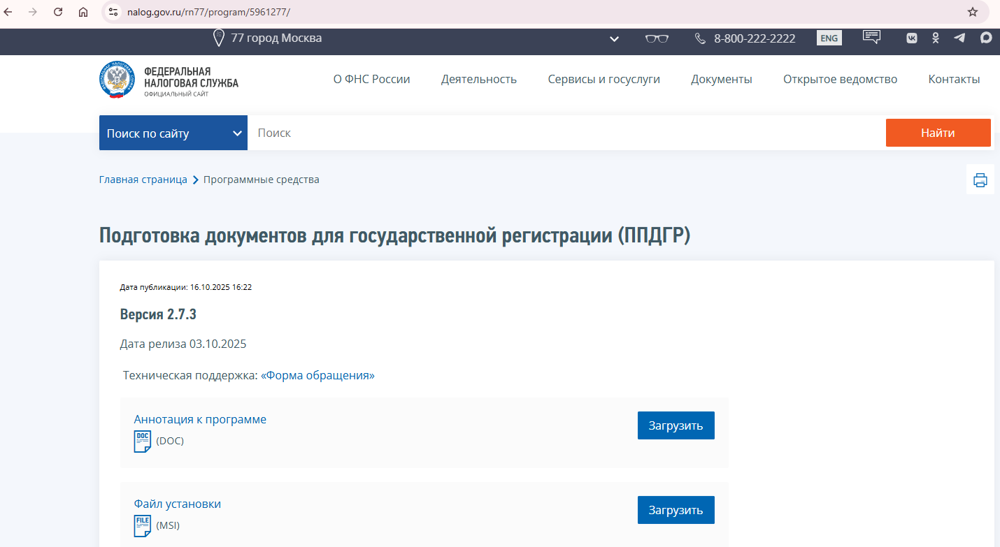 nalog.gov.ru/rn77/program/5961277/
77 город Москва
8-800-222-2222
ENG
ФЕДЕРАЛЬНАЯ
НАЛОГОВАЯ СЛУЖБА
ОФИЦИАЛЬНЫЙ САЙТ
О ФНС России
Деятельность
Сервисы и госуслуги
Документы
Открытое ведомство
Контакты
Поиск по сайту
Поиск
Найти
Главная страница
Программные средства
Подготовка документов для государственной регистрации (ППДГР)
Дата публикации: 16.10.2025 16:22
Версия 2.7.3
Дата релиза 03.10.2025
Техническая поддержка: «Форма обращения»
Аннотация к программе
Загрузить
DOC
(DOC)
Файл установки
Загрузить
FILE
(MSI)